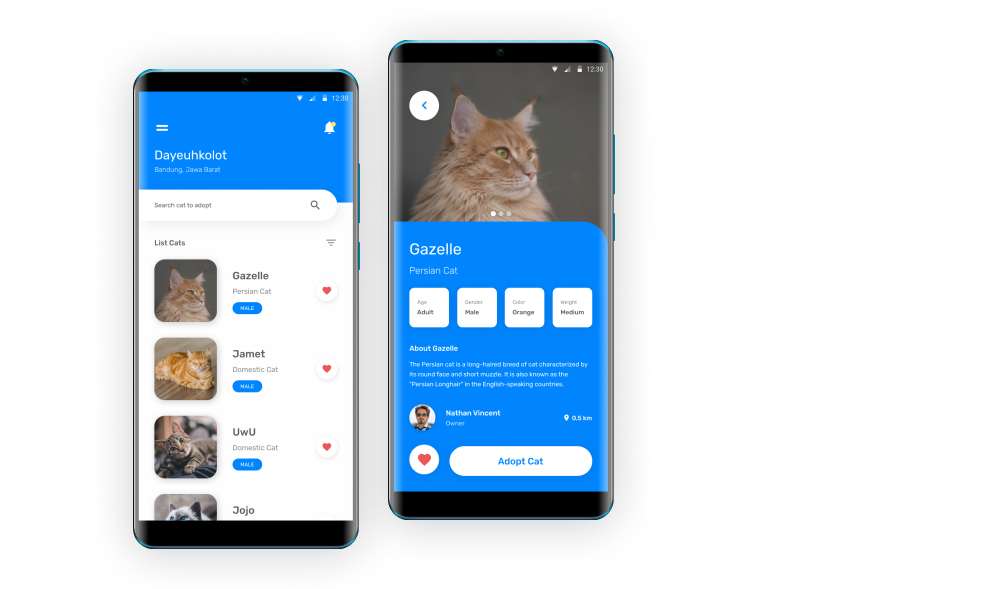 12:30
Dayeuhkolot
Bandung, Jawa Barat
Search cat to adopt
List Cats
Gazelle
Persian Cat
MALE
Jamet
Domestic Cat
MALE
UwU
Domestic Cat
MALE
Jojo
12:30
Gazelle
Persian Cat
Age
Adult
Gender
Male
Color
Orange
Weight
Medium
About Gazelle
The Persian cat is a long-haired breed of cat characterized by
its round face and short muzzle. It is also known as the
"Persian Longhair" in the English-speaking countries.
Nathan Vincent
Owner
0,5 km
Adopt Cat